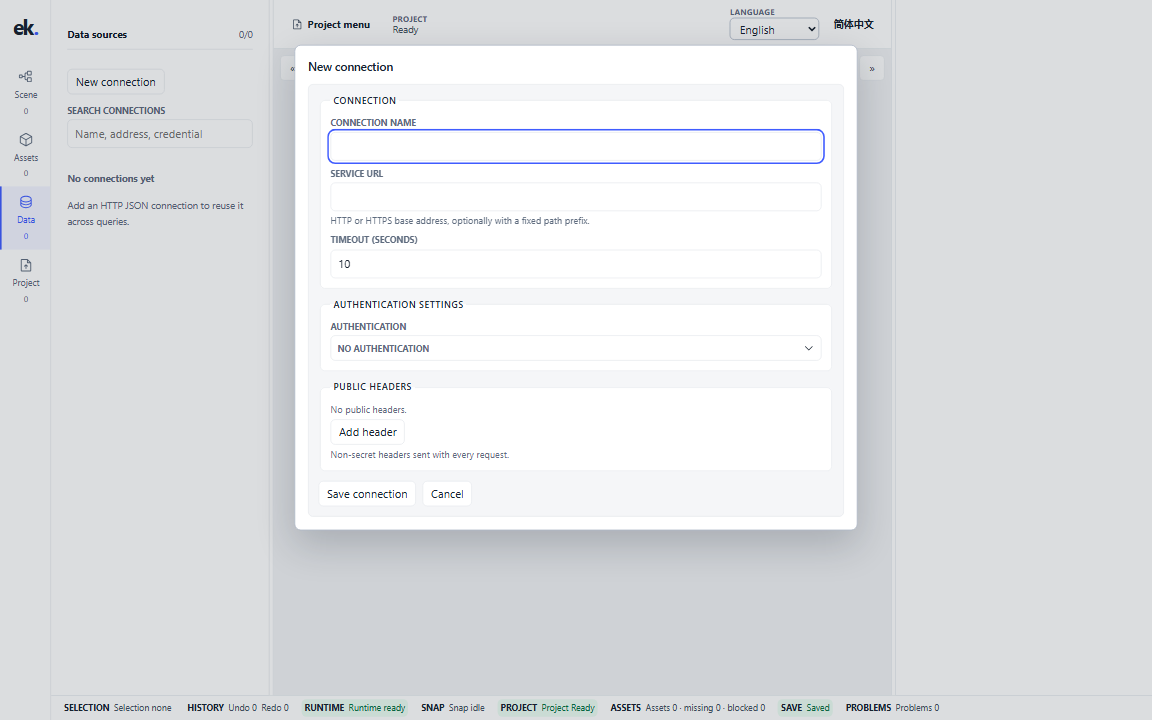 ek.
Scene
0
Assets
0
Data
0
Project
0
Data sources
0/0
New connection
SEARCH CONNECTIONS
Name, address, credential
No connections yet
Add an HTTP JSON connection to reuse it
across queries.
Project menu
PROJECT
Ready
LANGUAGE
English
简体中文
«
»
New connection
CONNECTION
CONNECTION NAME
SERVICE URL
HTTP or HTTPS base address, optionally with a fixed path prefix.
TIMEOUT (SECONDS)
10
AUTHENTICATION SETTINGS
AUTHENTICATION
NO AUTHENTICATION
PUBLIC HEADERS
No public headers.
Add header
Non-secret headers sent with every request.
Save connection Cancel
SELECTION Selection none HISTORY Undo 0 Redo 0 RUNTIME Runtime ready SNAP Snap idle PROJECT Project Ready ASSETS Assets 0 · missing 0 · blocked 0 SAVE Saved PROBLEMS Problems 0